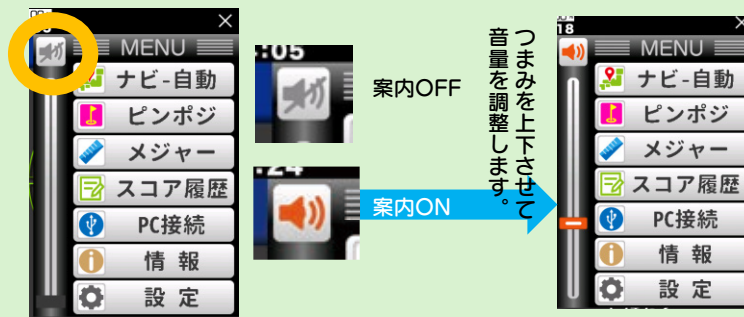 MENU
ナビ-自動
ピンポジ
メジャー
スコア履歴
PC接続
情 報
設 定
:05
案内OFF
:24
案内ON
つまみを上下させて
音量を調整します。
18
MENU
ナビ-自動
ピンポジ
メジャー
スコア履歴
PC接続
情 報
設 定